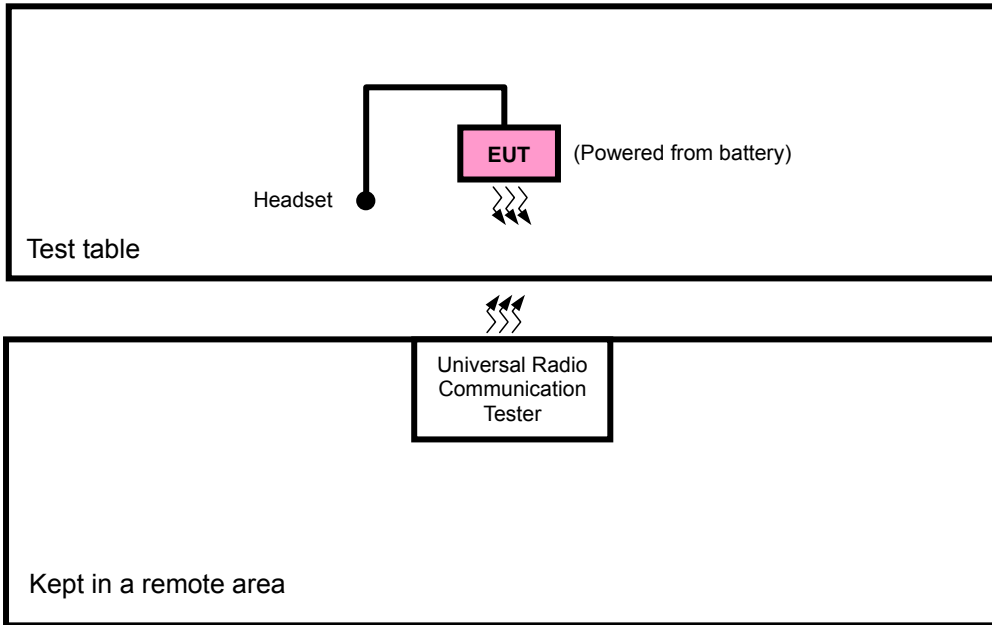 EUT
(Powered from battery)
Headset
Test table
Universal Radio
Communication
Tester
Kept in a remote area